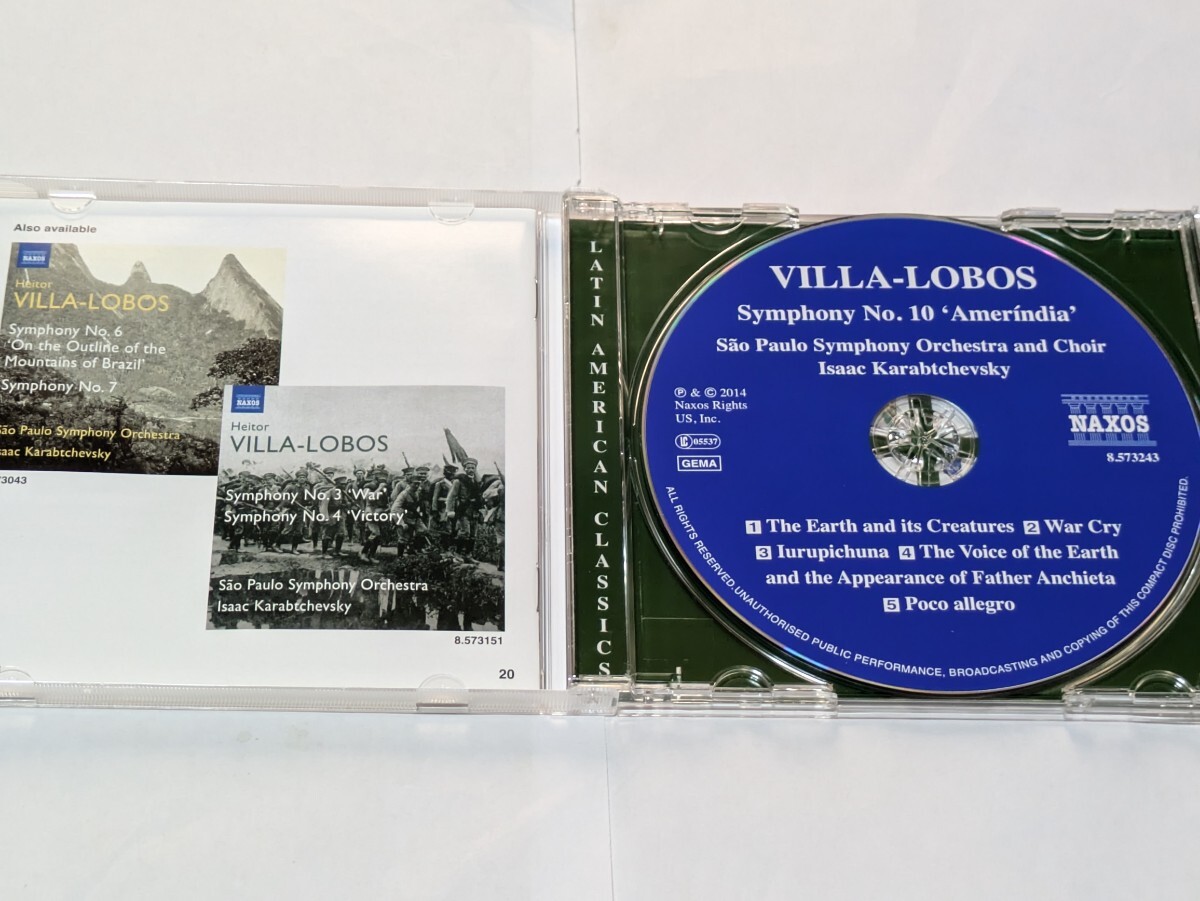 Also available
NAXOS
Heitor
VILLA-LOBOS
Symphony No. 6
'On the Outline of the
Mountains of Brazil'
Symphony No. 7
São Paulo Symphony Orchestra
Isaac Karabtchevsky
73043
NAXOS
Heitor
VILLA-LOBOS
Symphony No. 3 'War'
Symphony No. 4 'Victory'
São Paulo Symphony Orchestra
Isaac Karabtchevsky
8.573151
20
LATIN AMERICAN CLASSICS
VILLA-LOBOS
Symphony No. 10 ‘Ameríndia’
São Paulo Symphony Orchestra and Choir
Isaac Karabtchevsky
℗ & © 2014
Naxos Rights
US, Inc.
LC 05537
GEMA
NAXOS
8.573243
1 The Earth and its Creatures 2 War Cry
3 Iurupichuna 4 The Voice of the Earth
and the Appearance of Father Anchieta
5 Poco allegro
ALL RIGHTS RESERVED. UNAUTHORISED PUBLIC PERFORMANCE, BROADCASTING AND COPYING OF THIS COMPACT DISC PROHIBITED.